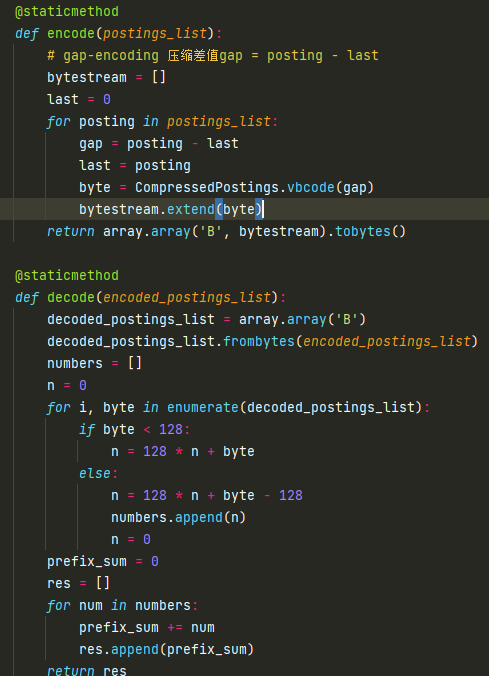 @staticmethod
def encode(postings_list):
    # gap-encoding 压缩差值gap = posting - last
    bytestream = []
    last = 0
    for posting in postings_list:
        gap = posting - last
        last = posting
        byte = CompressedPostings.vbcode(gap)
        bytestream.extend(byte)
    return array.array('B', bytestream).tobytes()

@staticmethod
def decode(encoded_postings_list):
    decoded_postings_list = array.array('B')
    decoded_postings_list.frombytes(encoded_postings_list)
    numbers = []
    n = 0
    for i, byte in enumerate(decoded_postings_list):
        if byte < 128:
            n = 128 * n + byte
        else:
            n = 128 * n + byte - 128
            numbers.append(n)
            n = 0
    prefix_sum = 0
    res = []
    for num in numbers:
        prefix_sum += num
        res.append(prefix_sum)
    return res